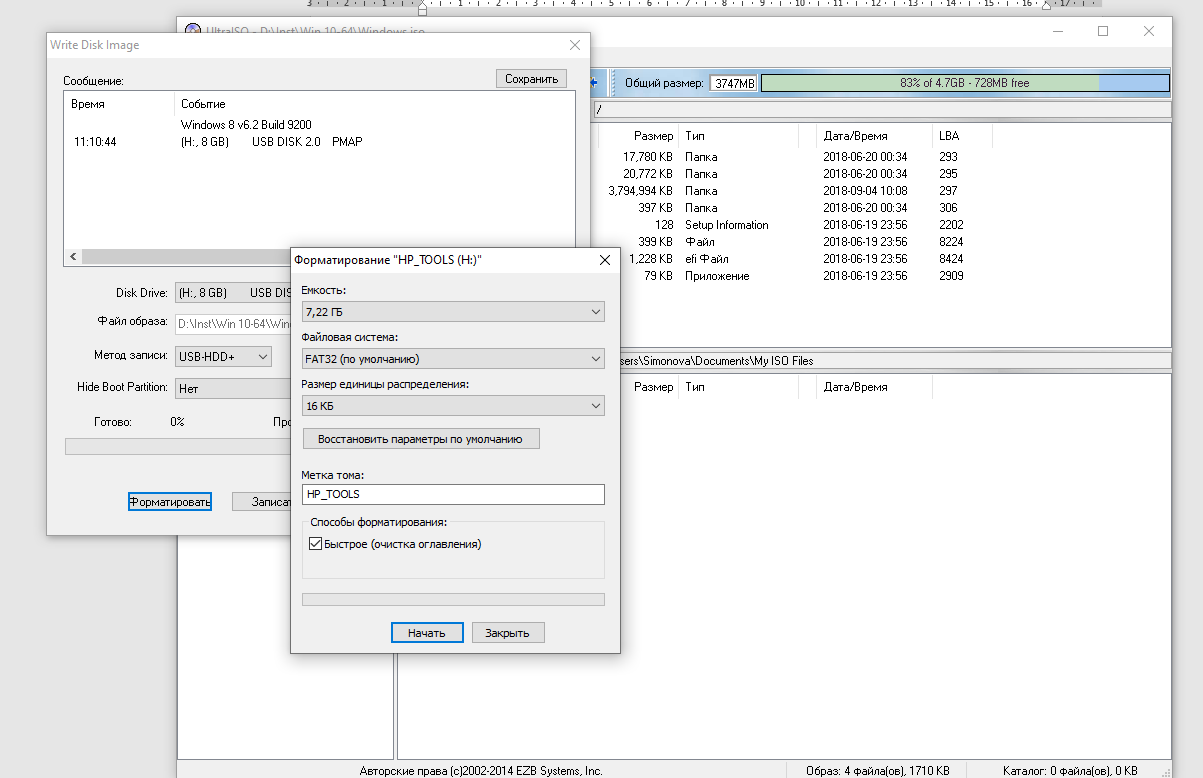 3 2 1 1 2 3 4 5 6 7 8 9 10 11 12 13 14 15 16 17
UltraISO - D:\Inst\Win 10-64\Windows.iso
Write Disk Image
Сообщение:
Сохранить
Время Событие
Windows 8 v6.2 Build 9200
11:10:44 (H:, 8 GB) USB DISK 2.0 PMAP
Общий размер: 3747MB 83% of 4.7GB - 728MB free
/
Размер Тип Дата/Время LBA
17,780 KB Папка 2018-06-20 00:34 293
20,772 KB Папка 2018-06-20 00:34 295
3,794,994 KB Папка 2018-09-04 10:08 297
397 KB Папка 2018-06-20 00:34 306
128 Setup Information 2018-06-19 23:56 2202
399 KB Файл 2018-06-19 23:56 8224
1,228 KB efi Файл 2018-06-19 23:56 8424
79 KB Приложение 2018-06-19 23:56 2909
Disk Drive: (H:, 8 GB) USB DIS
Файл образа: D:\Inst\Win 10-64\Win
Метод записи: USB-HDD+
Hide Boot Partition: Нет
Готово: 0% Про
Форматировать Записат
Форматирование "HP_TOOLS (H:)"
Емкость:
7,22 ГБ
Файловая система:
FAT32 (по умолчанию)
Размер единицы распределения:
16 КБ
Восстановить параметры по умолчанию
Метка тома:
HP_TOOLS
Способы форматирования:
Быстрое (очистка оглавления)
Начать Закрыть
sers\Simonova\Documents\My ISO Files
Размер Тип Дата/Время
Авторские права (c)2002-2014 EZB Systems, Inc. Образ: 4 файла(ов), 1710 KB Каталог: 0 файла(ов), 0 KB